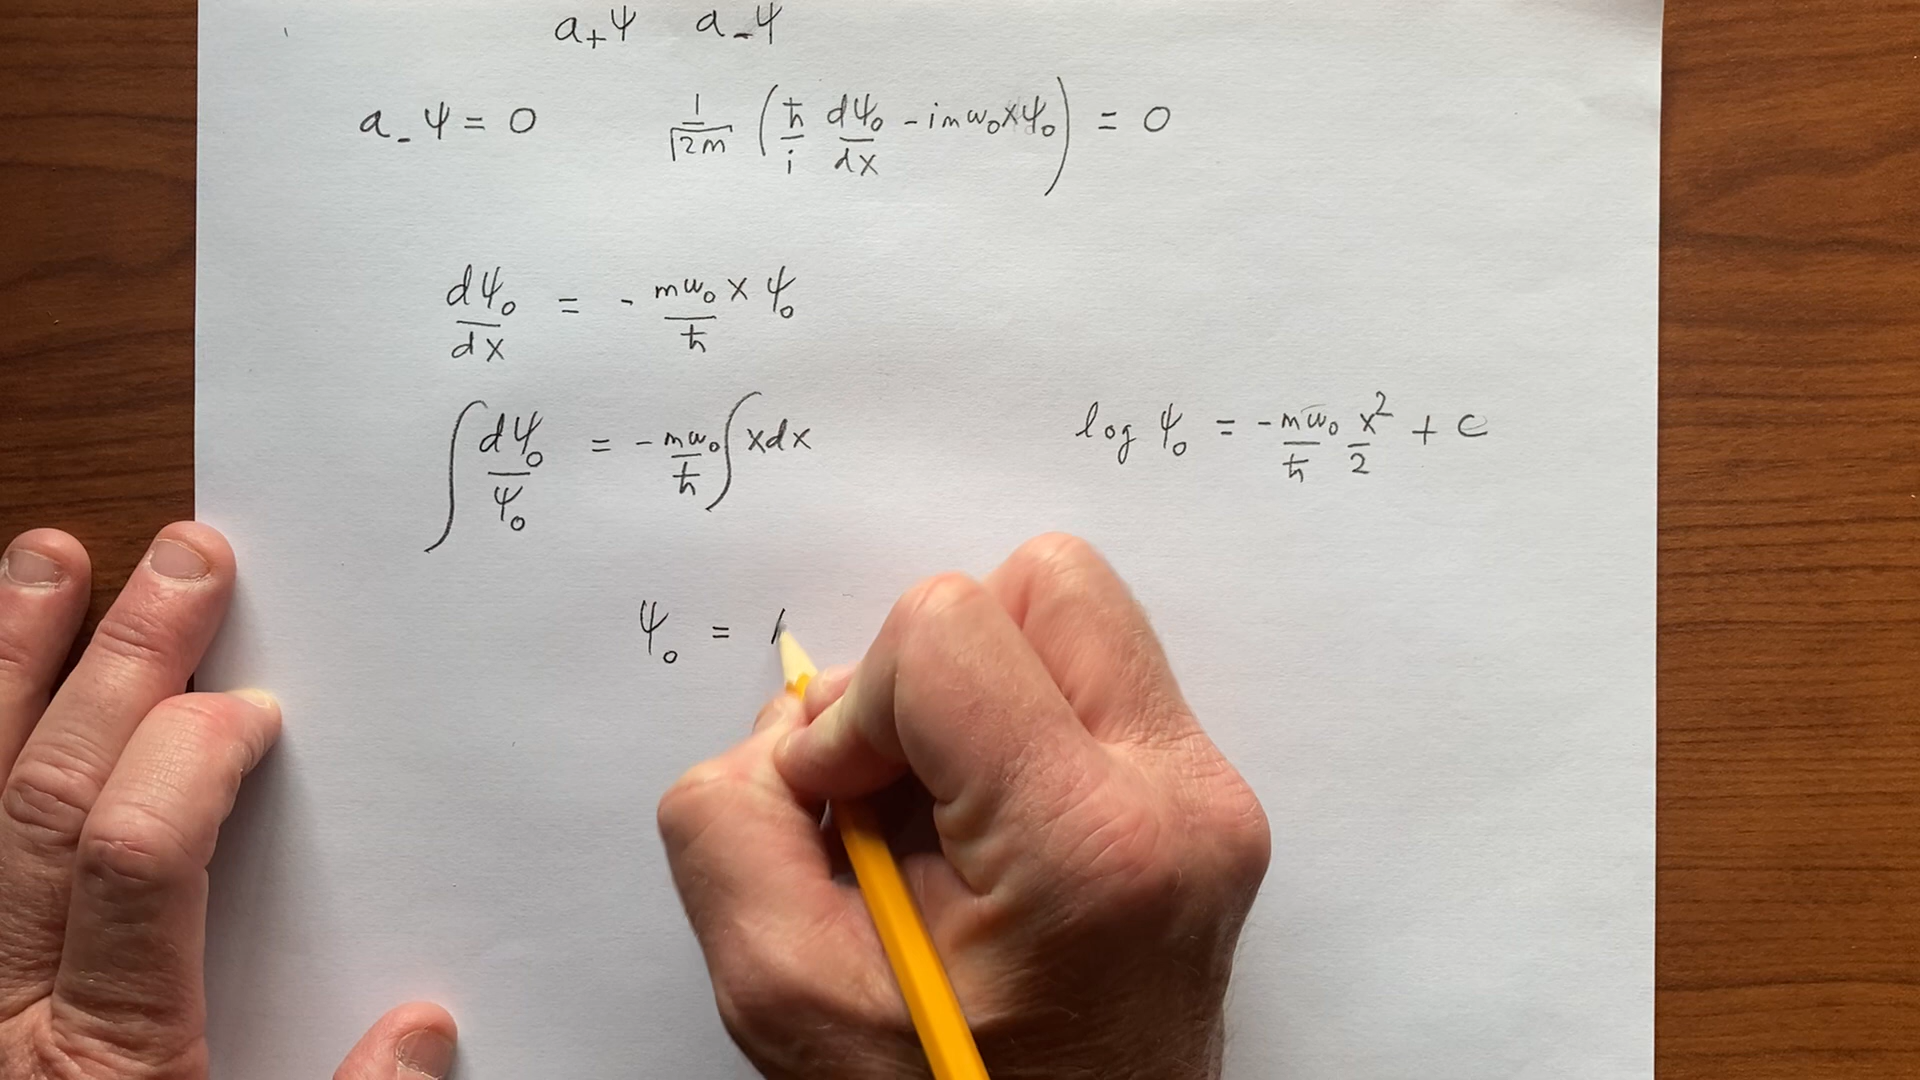 a₊ψ a₋ψ
a₋ψ = 0 1/√2m (ħ/i dψ₀/dx - imω₀xψ₀) = 0
dψ₀/dx = - mω₀/ħ x ψ₀
∫ dψ₀/ψ₀ = - mω₀/ħ ∫ xdx log ψ₀ = - mω₀/ħ x²/2 + C
ψ₀ =